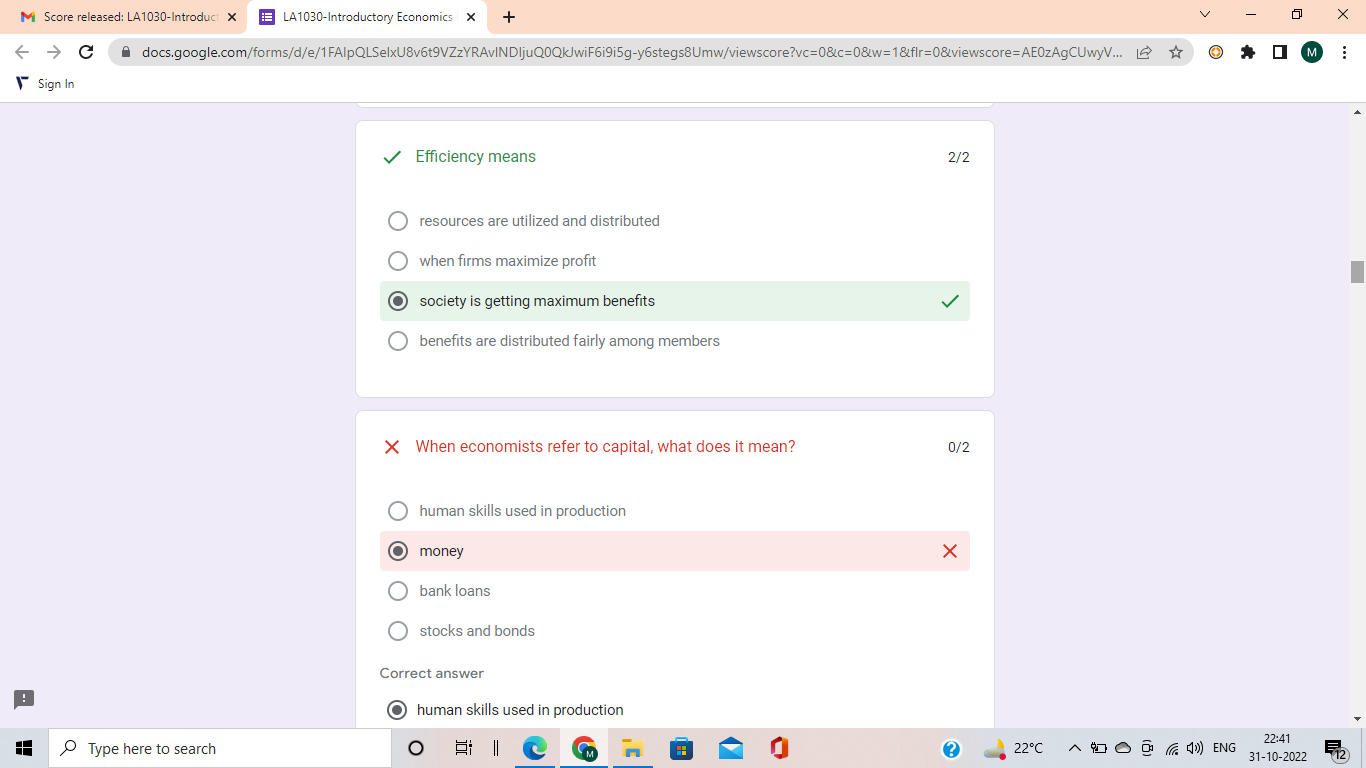 Score released: LA1030-Introduct
LA1030-Introductory Economics
docs.google.com/forms/d/e/1FAIpQLSelxU8v6t9VZzYRAvINDIjuQ0QkJwiF6i9i5g-y6stegs8Umw/viewscore?vc=0&c=0&w=1&flr=0&viewscore=AE0zAgCUwyV...
M
Sign In
Efficiency means
2/2
resources are utilized and distributed
when firms maximize profit
society is getting maximum benefits
benefits are distributed fairly among members
When economists refer to capital, what does it mean?
0/2
human skills used in production
money
bank loans
stocks and bonds
Correct answer
human skills used in production
Type here to search
M
22°C
ENG
22:41
31-10-2022
12